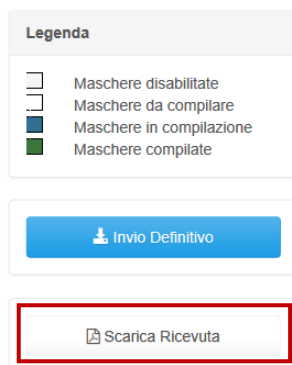 Legenda
Maschere disabilitate
Maschere da compilare
Maschere in compilazione
Maschere compilate
Invio Definitivo
Scarica Ricevuta